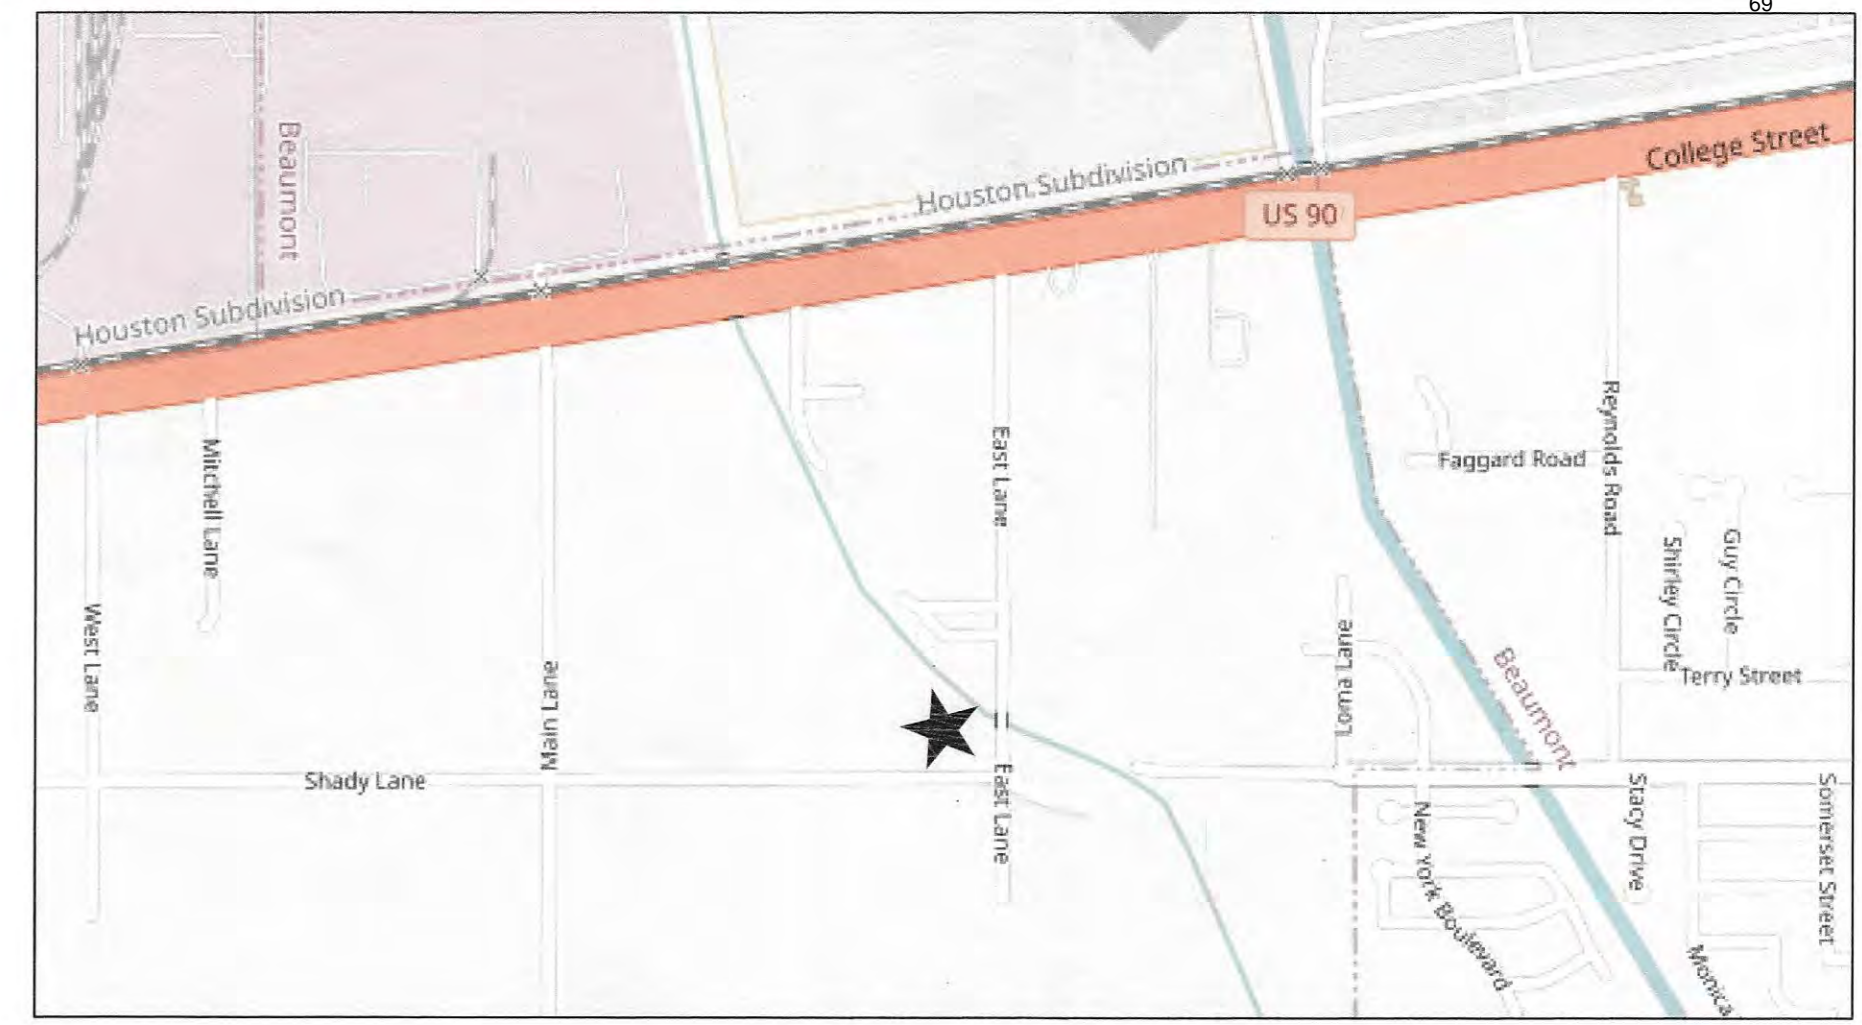 69
Beaumont
College Street
Houston Subdivision
US 90
Houston Subdivision
Mitchell Lane
East Lane
Reynolds Road
Faggard Road
Guy Circle
Shirley Circle
West Lane
Main Lane
Lorna Lane
Beaumont
Terry Street
Shady Lane
East Lane
Stacy Drive
Somerset Street
New York Boulevard
Monica